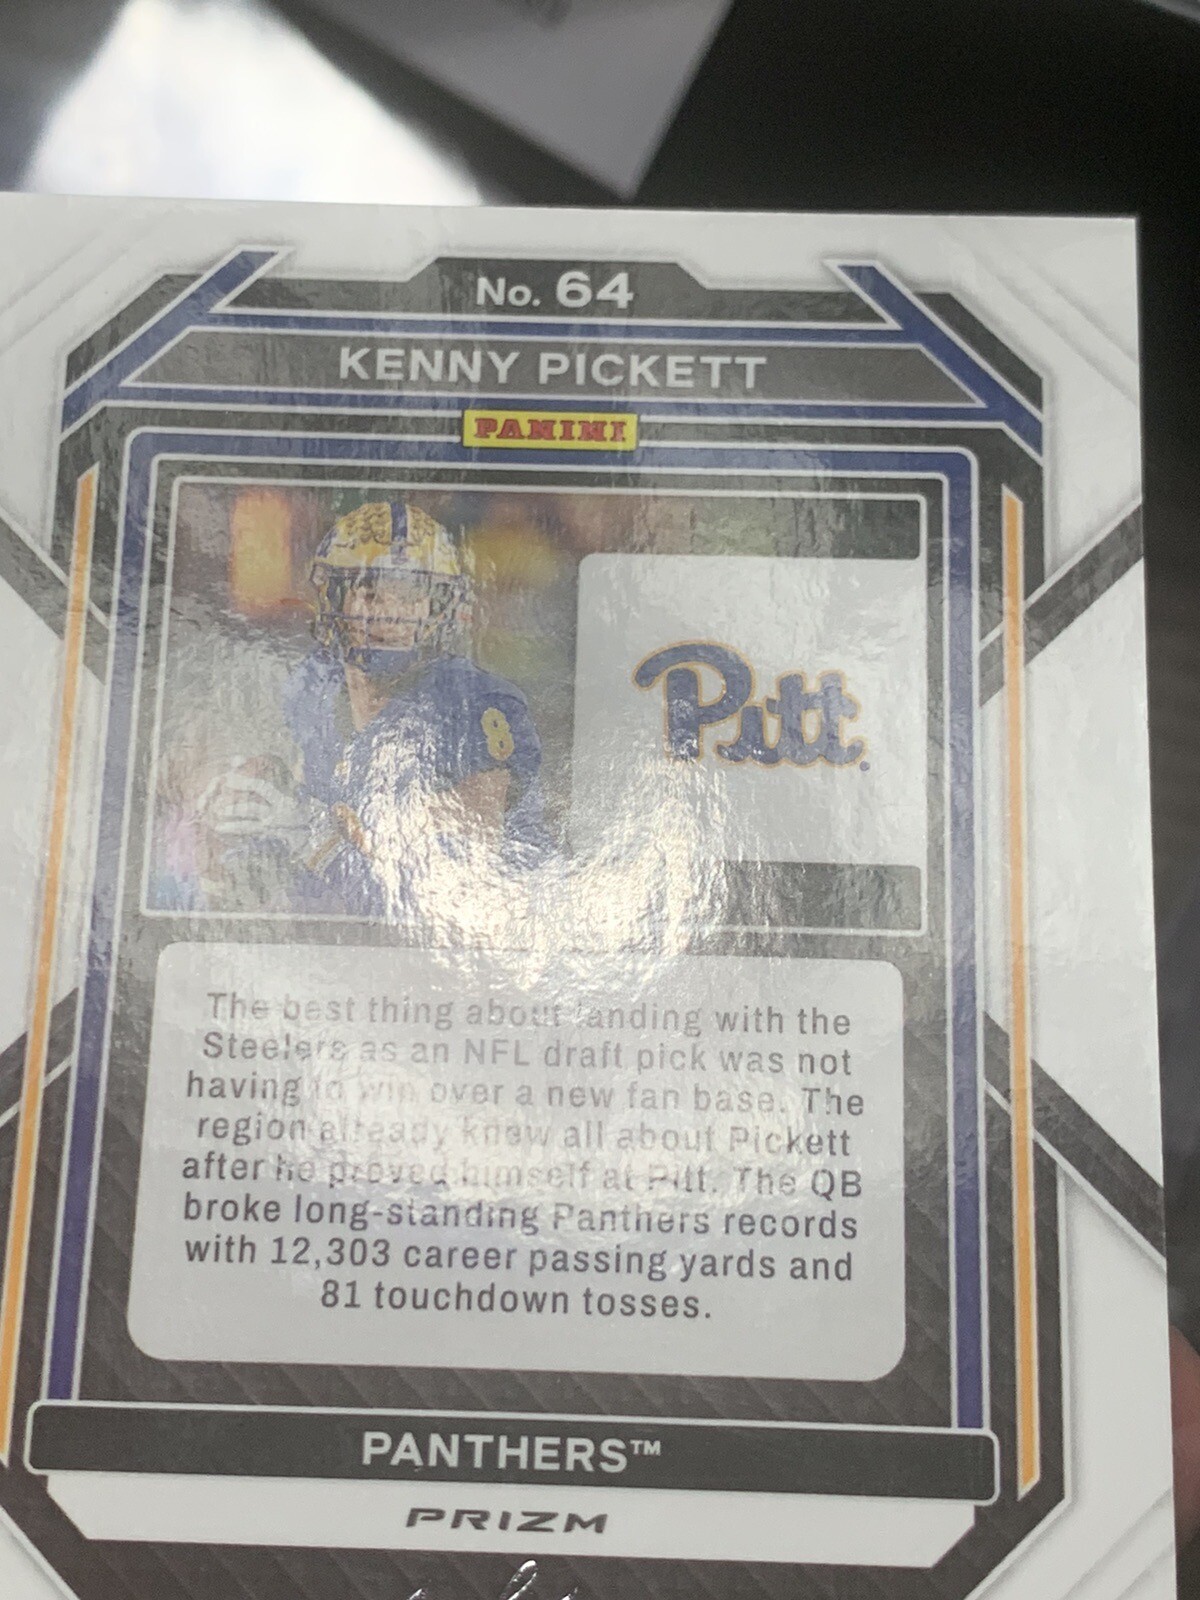 No. 64
KENNY PICKETT
PANINI
8
Pitt
The best thing about landing with the
Steelers as an NFL draft pick was not
having to win over a new fan base. The
region already knew all about Pickett
after he proved himself at Pitt. The QB
broke long-standing Panthers records
with 12,303 career passing yards and
81 touchdown tosses.
PANTHERS™
PRIZM